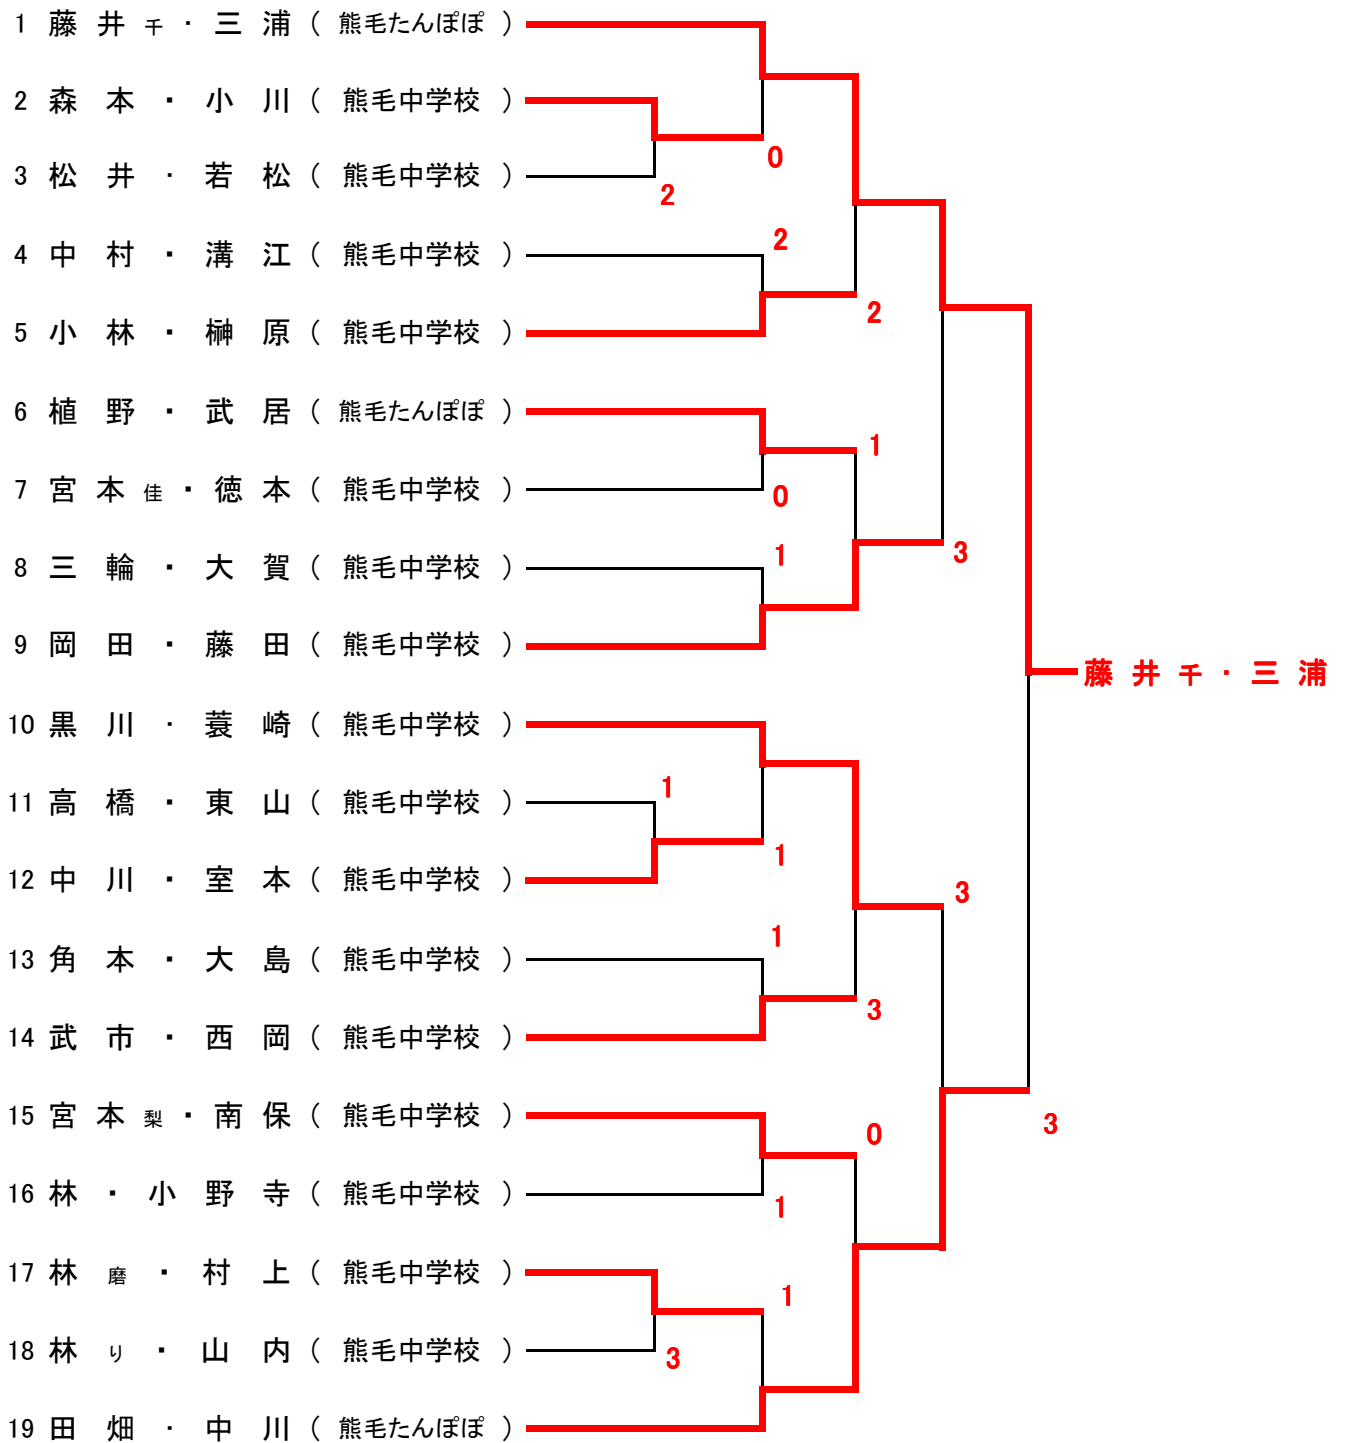 1 藤井千・三浦(熊毛たんぽぽ)
2 森本・小川(熊毛中学校)
0
3 松井・若松(熊毛中学校)
2
4 中村・溝江(熊毛中学校)
2
2
5 小林・榊原(熊毛中学校)
6 植野・武居(熊毛たんぽぽ)
1
7 宮本佳・徳本(熊毛中学校)
0
8 三輪・大賀(熊毛中学校)
1
3
9 岡田・藤田(熊毛中学校)
藤井千・三浦
10 黒川・蓑崎(熊毛中学校)
11 高橋・東山(熊毛中学校)
1
1
12 中川・室本(熊毛中学校)
3
13 角本・大島(熊毛中学校)
1
3
14 武市・西岡(熊毛中学校)
15 宮本梨・南保(熊毛中学校)
0
3
16 林・小野寺(熊毛中学校)
1
17 林磨・村上(熊毛中学校)
1
18 林り・山内(熊毛中学校)
3
19 田畑・中川(熊毛たんぽぽ)